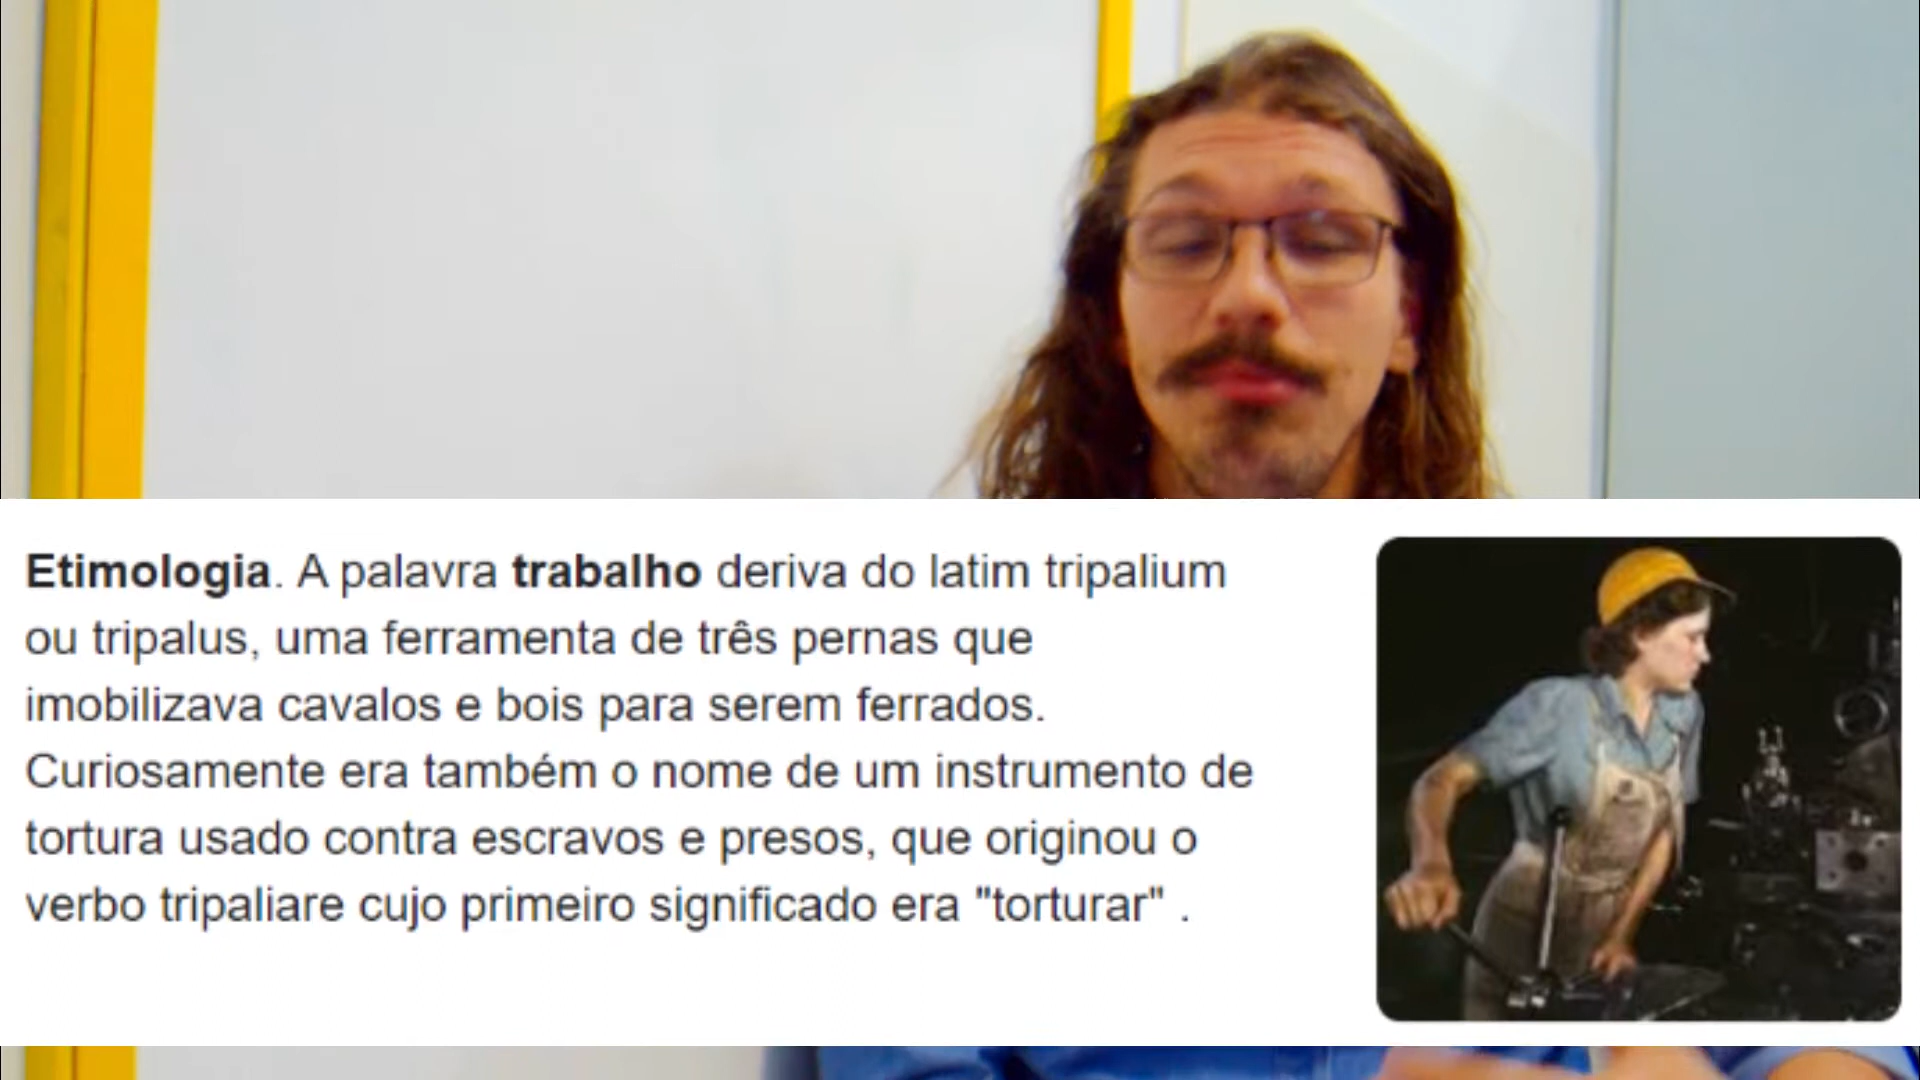 Etimologia. A palavra trabalho deriva do latim tripalium
ou tripalus, uma ferramenta de três pernas que
imobilizava cavalos e bois para serem ferrados.
Curiosamente era também o nome de um instrumento de
tortura usado contra escravos e presos, que originou o
verbo tripaliare cujo primeiro significado era "torturar" .